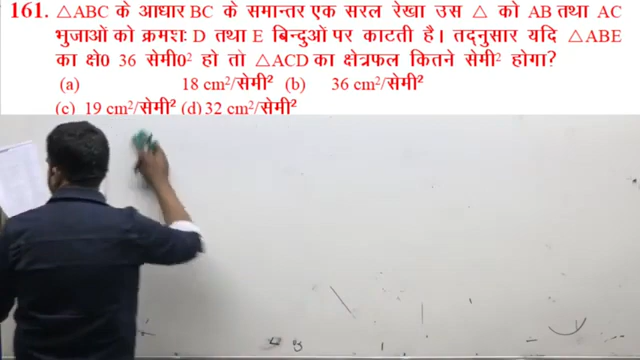 161. △ABC के आधार BC के समान्तर एक सरल रेखा उस △ को AB तथा AC
भुजाओं को क्रमशः D तथा E बिन्दुओं पर काटती है। तद्नुसार यदि △ABE
का क्षे0 36 सेमी0² हो तो △ACD का क्षेत्रफल कितने सेमी² होगा?
(a) 18 cm²/सेमी² (b) 36 cm²/सेमी²
(c) 19 cm²/सेमी² (d) 32 cm²/सेमी²